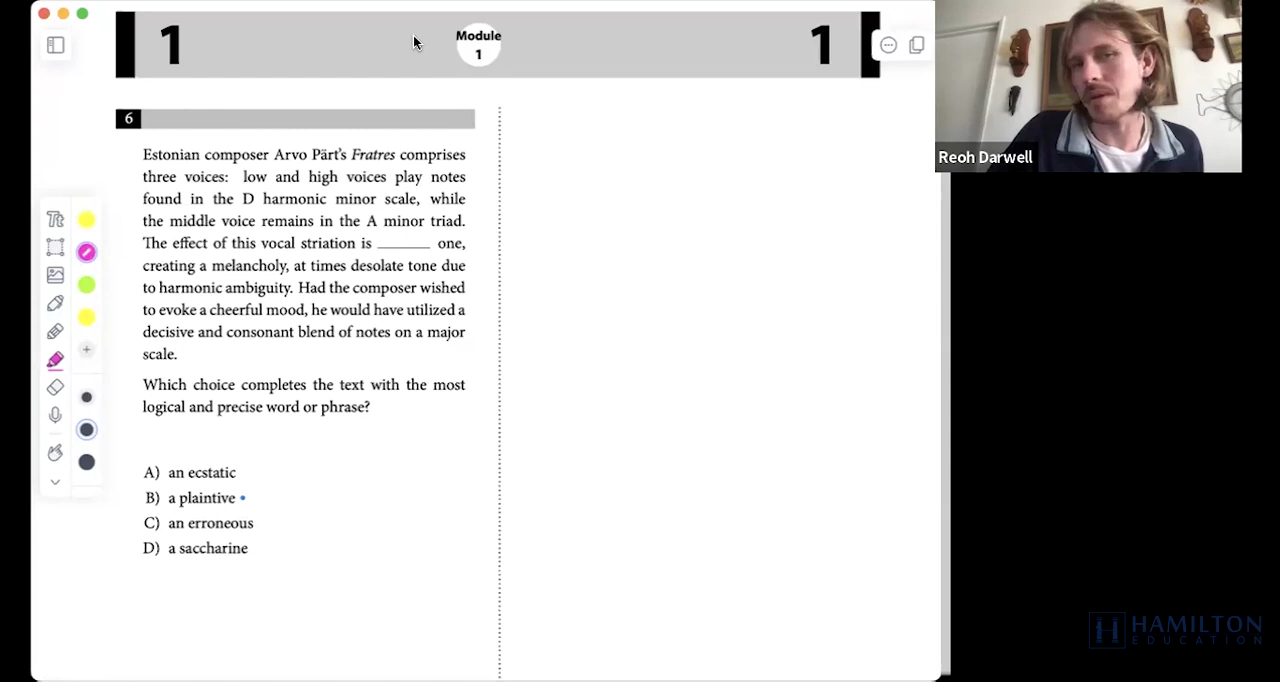 1
Module
1
1
6
Estonian composer Arvo Pärt's Fratres comprises
three voices: low and high voices play notes
found in the D harmonic minor scale, while
the middle voice remains in the A minor triad.
The effect of this vocal striation is _______ one,
creating a melancholy, at times desolate tone due
to harmonic ambiguity. Had the composer wished
to evoke a cheerful mood, he would have utilized a
decisive and consonant blend of notes on a major
scale.
Which choice completes the text with the most
logical and precise word or phrase?
A) an ecstatic
B) a plaintive
C) an erroneous
D) a saccharine
Tt
Reoh Darwell
HAMILTON
EDUCATION